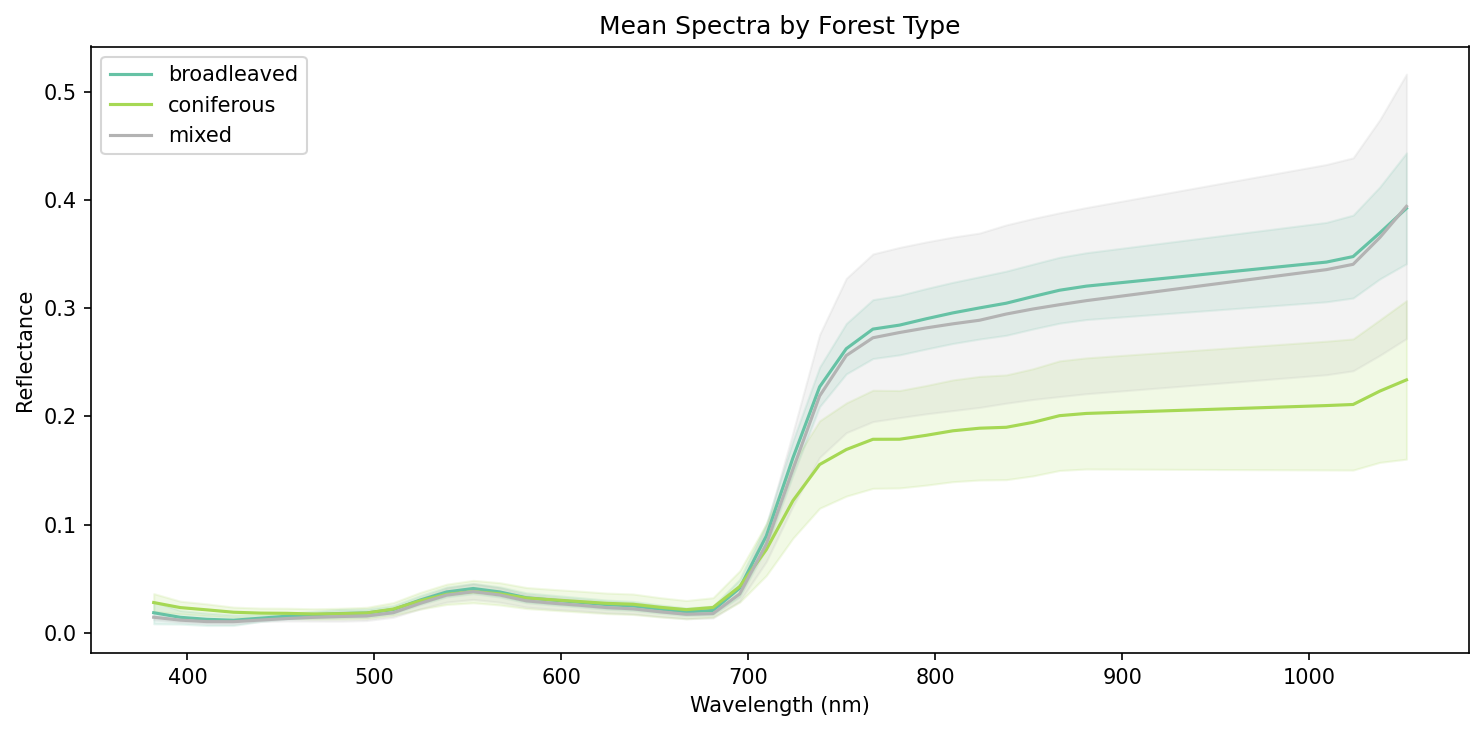 Mean Spectra by Forest Type
broadleaved
coniferous
mixed
Reflectance
0.5
0.4
0.3
0.2
0.1
0.0
400 500 600 700 800 900 1000
Wavelength (nm)